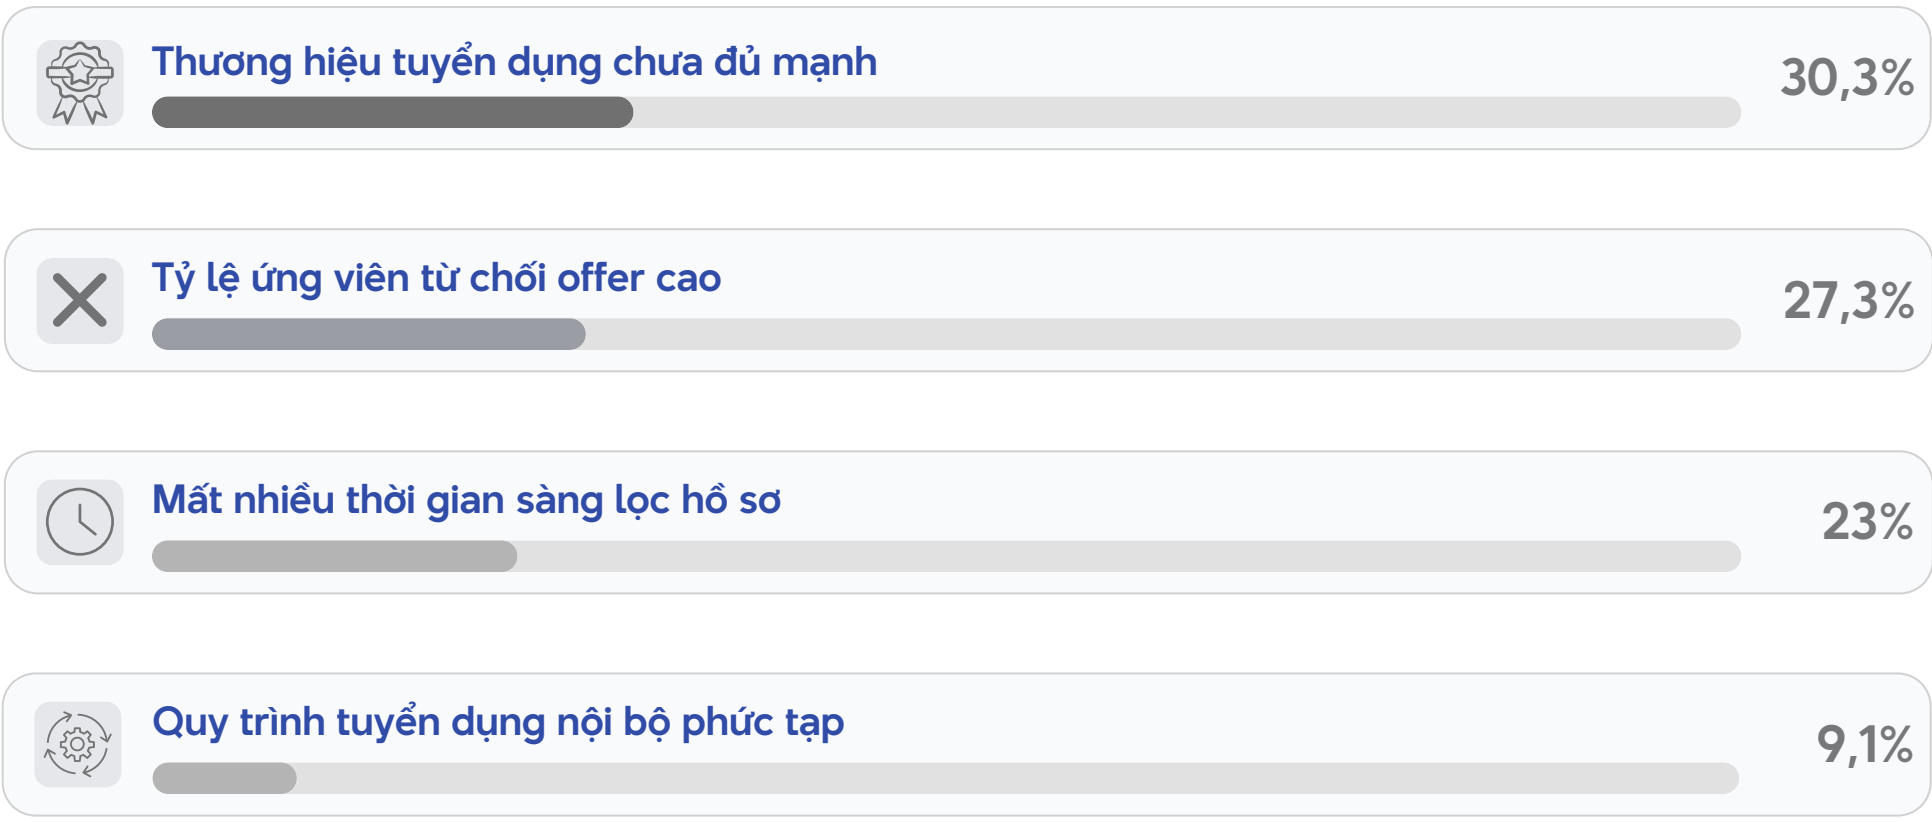 Thương hiệu tuyển dụng chưa đủ mạnh
30,3%
Tỷ lệ ứng viên từ chối offer cao
27,3%
Mất nhiều thời gian sàng lọc hồ sơ
23%
Quy trình tuyển dụng nội bộ phức tạp
9,1%